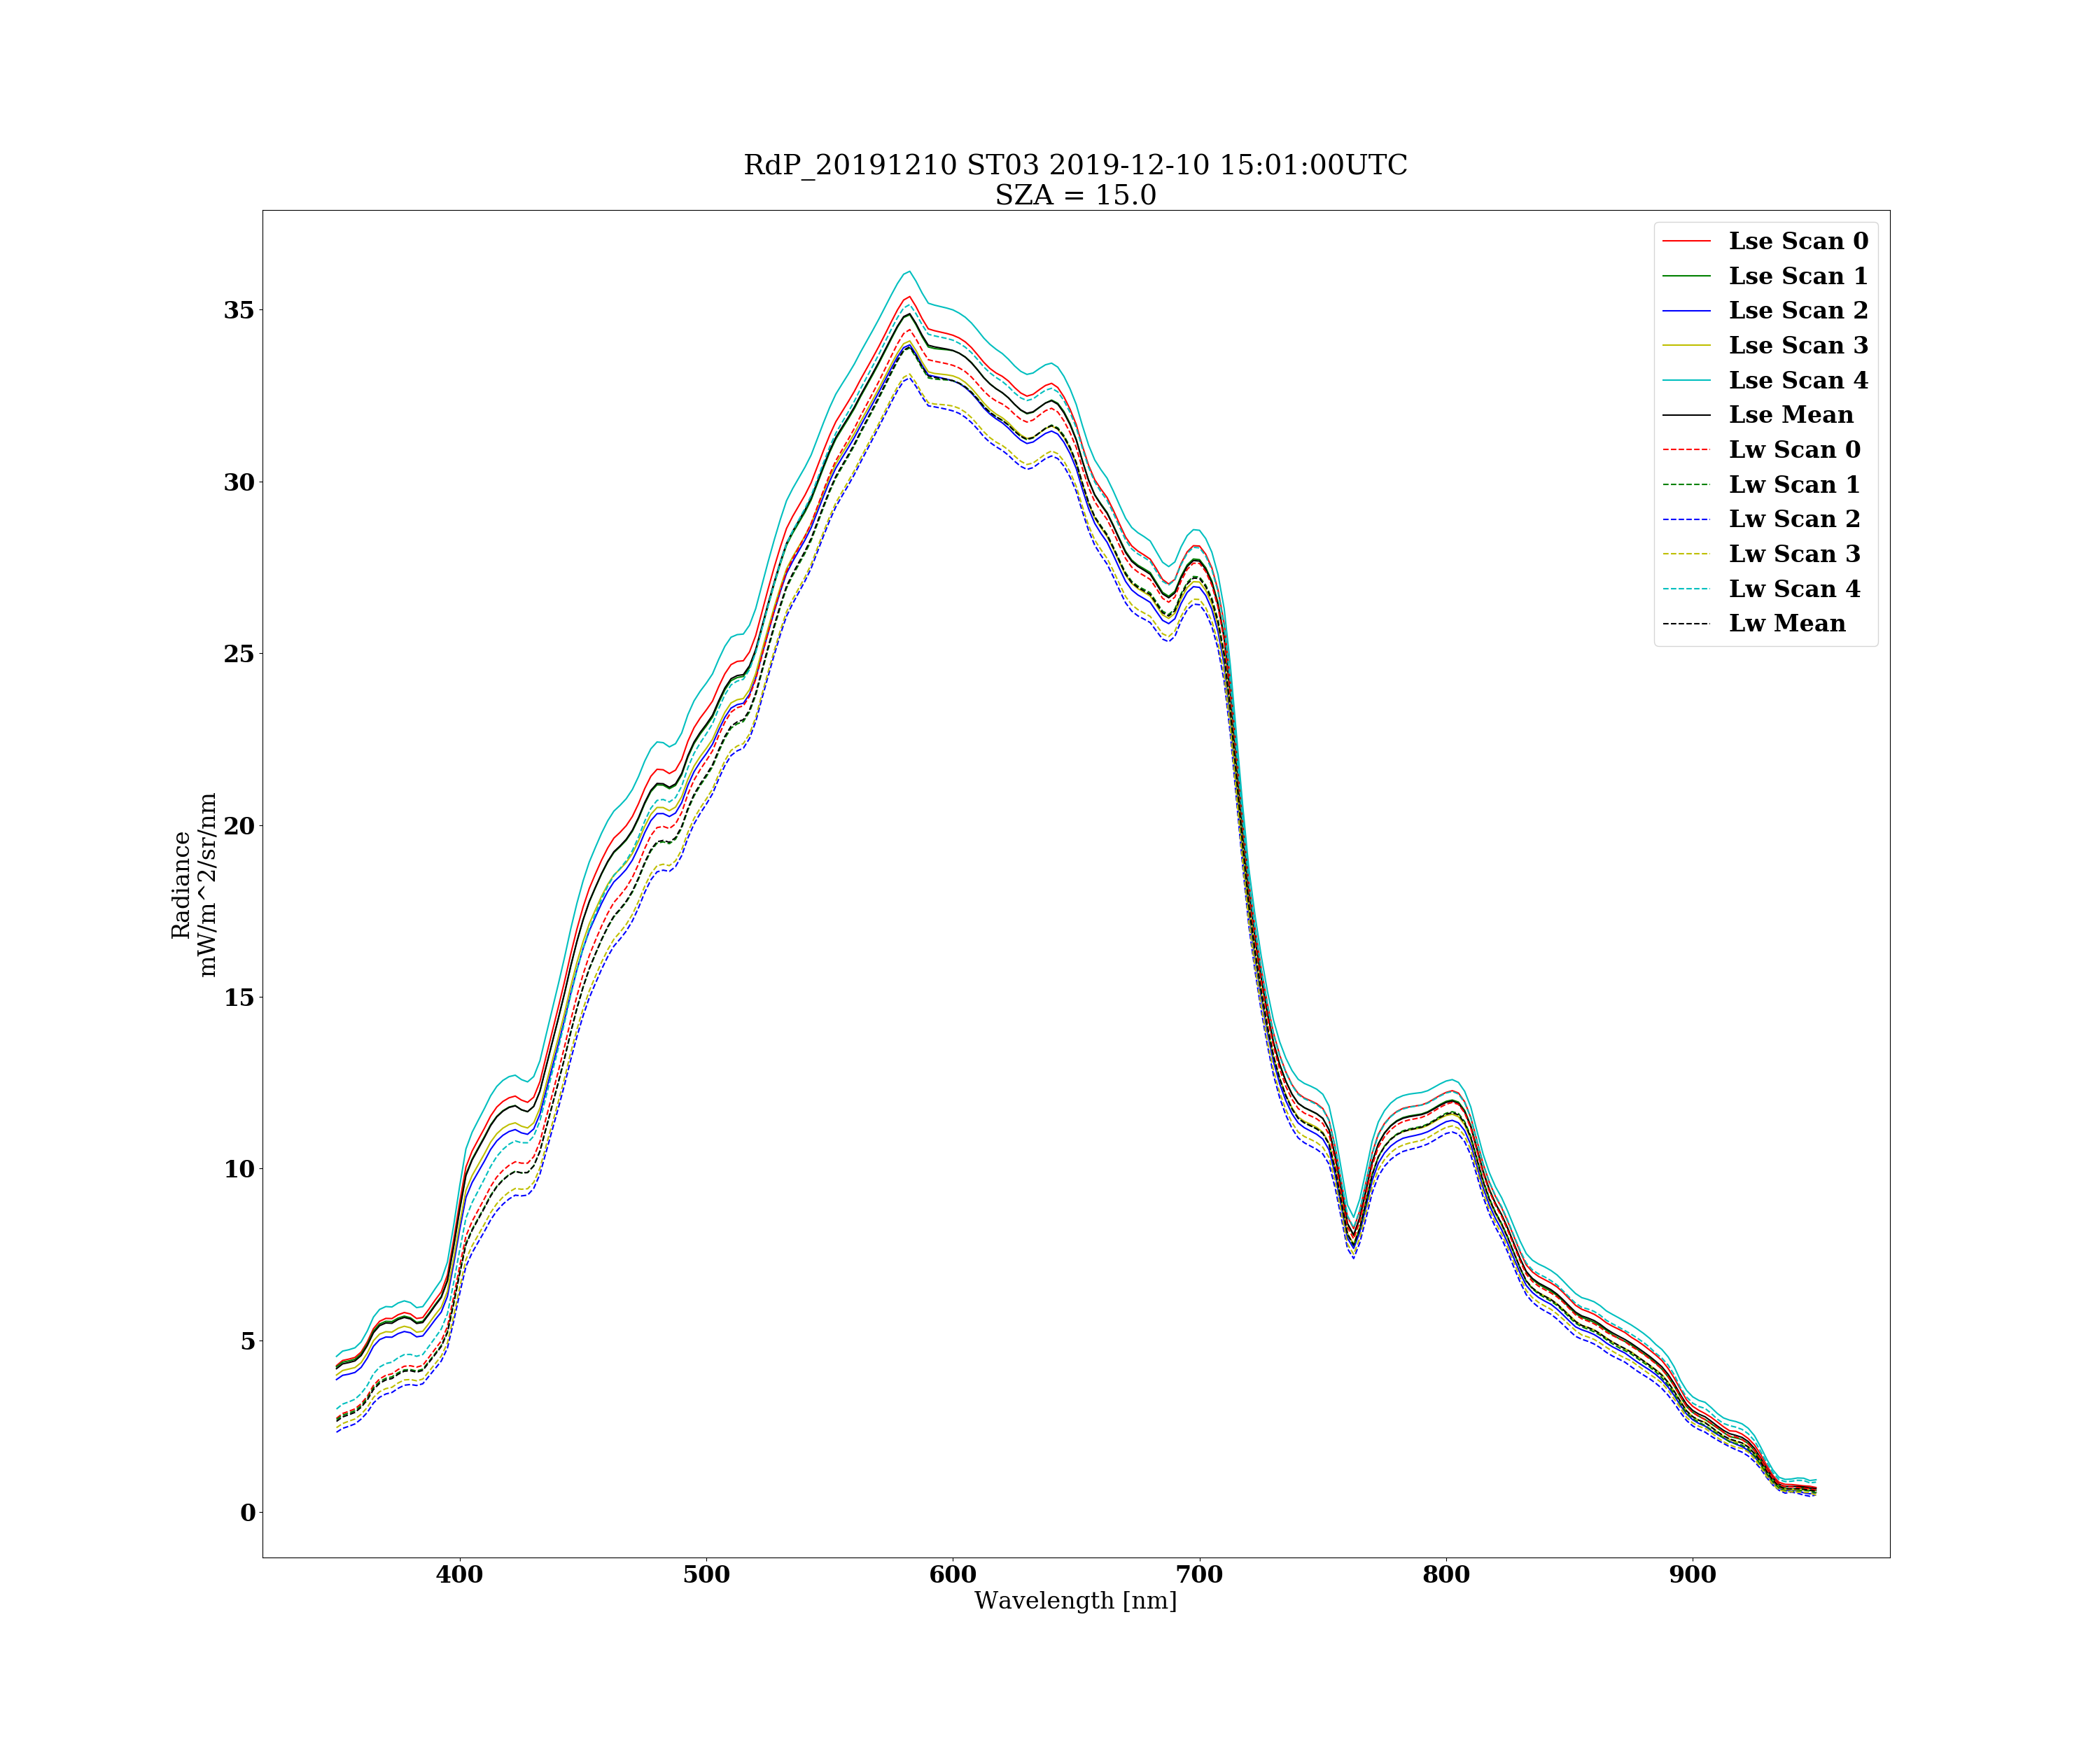 RdP_20191210 ST03 2019-12-10 15:01:00UTC
SZA = 15.0
Lse Scan 0
Lse Scan 1
Lse Scan 2
Lse Scan 3
Lse Scan 4
Lse Mean
Lw Scan 0
Lw Scan 1
Lw Scan 2
Lw Scan 3
Lw Scan 4
Lw Mean
35
30
25
20
15
10
5
0
Radiance
mW/m^2/sr/nm
400 500 600 700 800 900
Wavelength [nm]